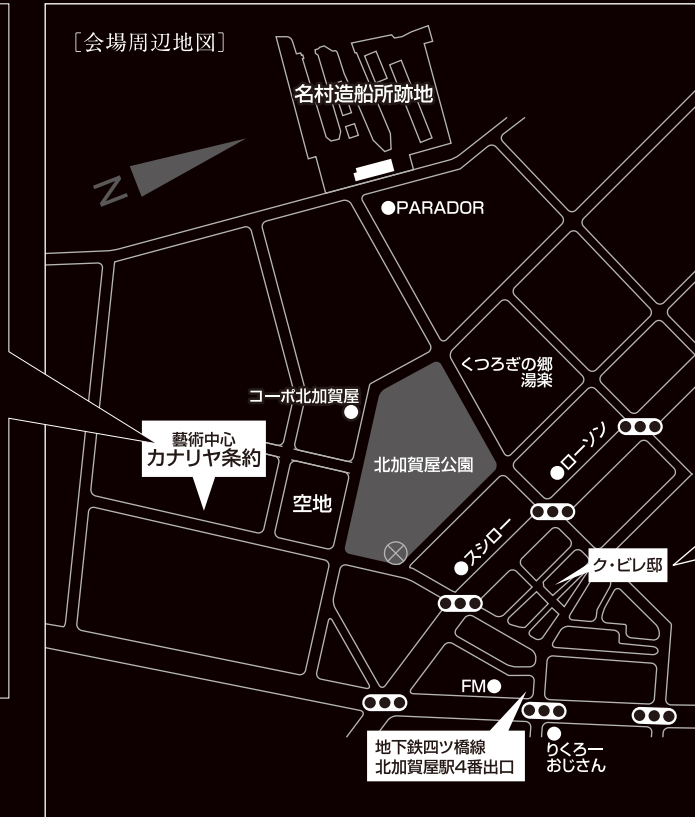 ［会場周辺地図］
名村造船所跡地
N
PARADOR
くつろぎの郷
湯楽
コーポ北加賀屋
ローソン
藝術中心
カナリヤ条約
北加賀屋公園
空地
スシロー
ク・ビレ邸
FM
地下鉄四ツ橋線
北加賀屋駅4番出口
りくろー
おじさん